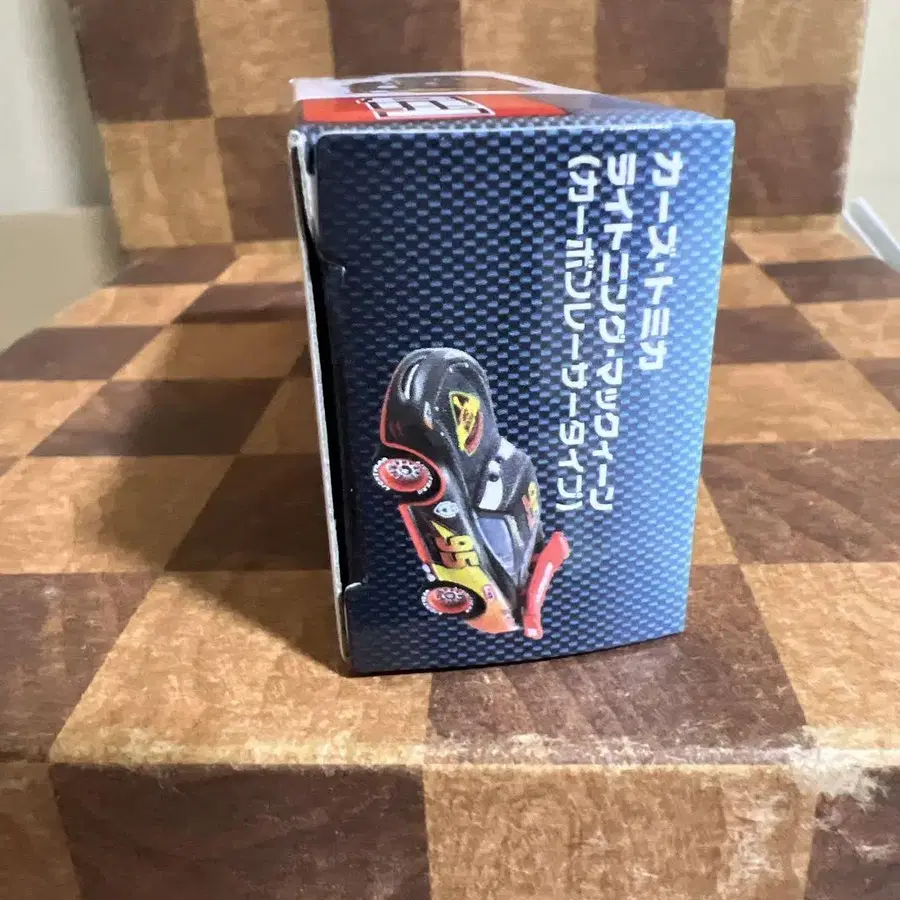 カーズ・トミカ
ライトニング・マックィーン
(カーボンレーサータイプ)
95